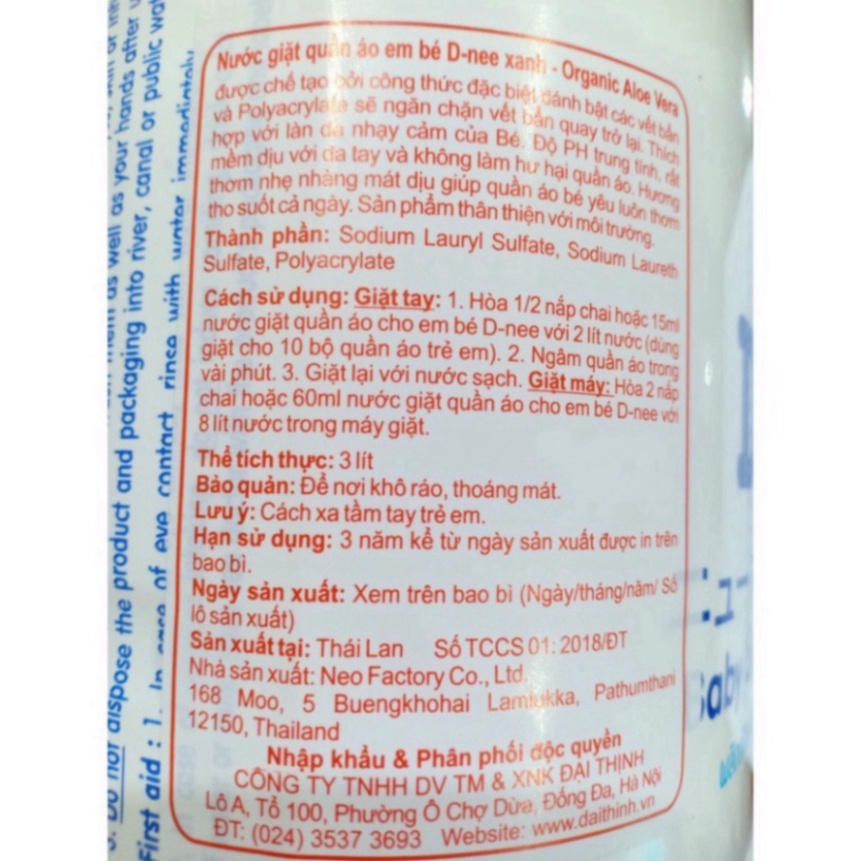 Nước giặt quần áo em bé D-nee xanh - Organic Aloe Vera
được chế tạo bởi công thức đặc biệt đánh bật các vết bẩn
và Polyacrylate sẽ ngăn chặn vết bẩn quay trở lại. Thích
hợp với làn da nhạy cảm của Bé. Độ PH trung tính, rất
mềm dịu với da tay và không làm hư hại quần áo. Hương
thơm nhẹ nhàng mát dịu giúp quần áo bé yêu luôn thơm
tho suốt cả ngày. Sản phẩm thân thiện với môi trường.
Thành phần: Sodium Lauryl Sulfate, Sodium Laureth
Sulfate, Polyacrylate
Cách sử dụng: Giặt tay: 1. Hòa 1/2 nắp chai hoặc 15ml
nước giặt quần áo cho em bé D-nee với 2 lít nước (dùng
giặt cho 10 bộ quần áo trẻ em). 2. Ngâm quần áo trong
vài phút. 3. Giặt lại với nước sạch. Giặt máy: Hòa 2 nắp
chai hoặc 60ml nước giặt quần áo cho em bé D-nee với
8 lít nước trong máy giặt.
Thể tích thực: 3 lít
Bảo quản: Để nơi khô ráo, thoáng mát.
Lưu ý: Cách xa tầm tay trẻ em.
Hạn sử dụng: 3 năm kể từ ngày sản xuất được in trên
bao bì.
Ngày sản xuất: Xem trên bao bì (Ngày/tháng/năm/ Số
lô sản xuất)
Sản xuất tại: Thái Lan Số TCCS 01: 2018/ĐT
Nhà sản xuất: Neo Factory Co., Ltd.
168 Moo, 5 Buengkhohai Lamlukka, Pathumthani
12150, Thailand
Nhập khẩu & Phân phối độc quyền
CÔNG TY TNHH DV TM & XNK ĐẠI THỊNH
Lô A, Tổ 100, Phường Ô Chợ Dừa, Đống Đa, Hà Nội
ĐT: (024) 3537 3693 Website: www.daithinh.vn
as well as your hands after
3. Do not dispose the product and packaging into river, canal or public
First aid : 1. In case of eye contact, rinse with water immediately
ニュー
Baby